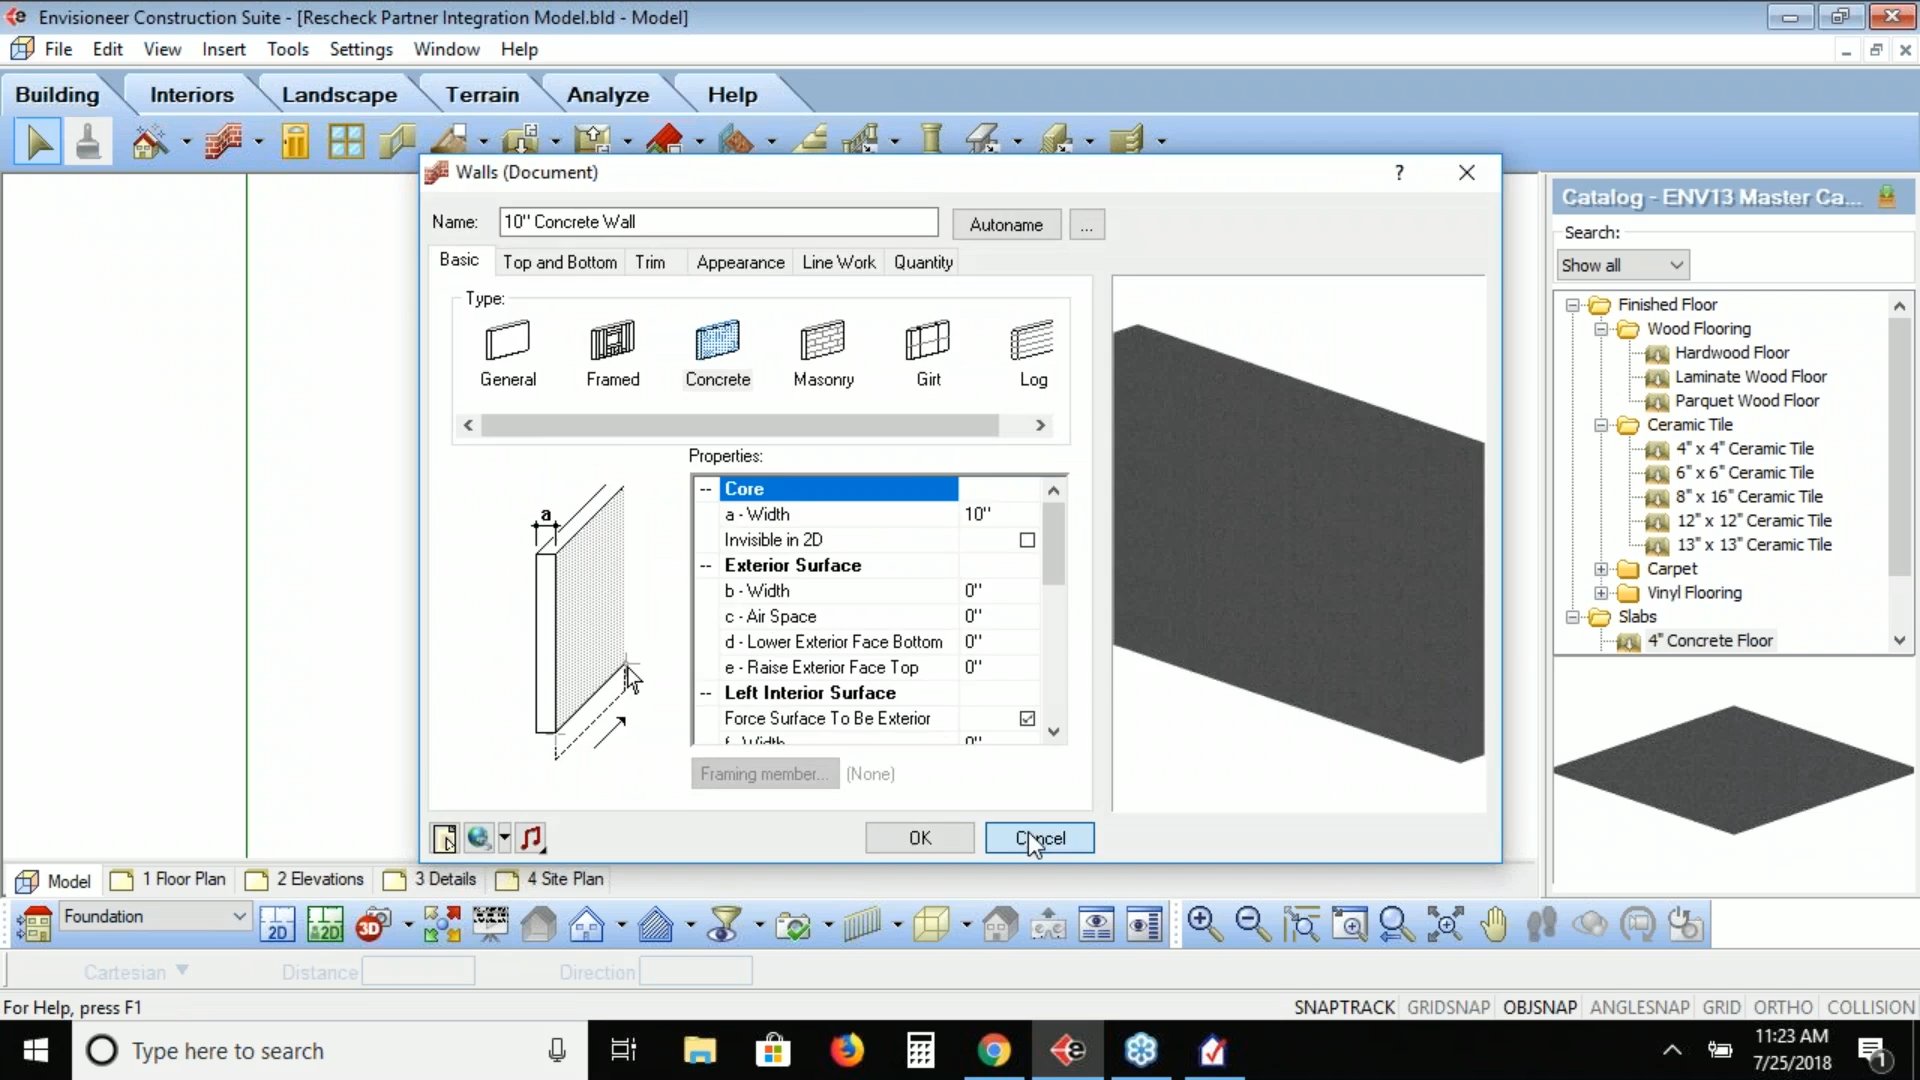 Envisioneer Construction Suite - [Rescheck Partner Integration Model.bld - Model]
File Edit View Insert Tools Settings Window Help
Building Interiors Landscape Terrain Analyze Help
Walls (Document)
?
Name: 10" Concrete Wall Autoname ...
Basic Top and Bottom Trim Appearance Line Work Quantity
Type:
General Framed Concrete Masonry Girt Log
Properties:
-- Core
a - Width 10"
Invisible in 2D
-- Exterior Surface
b - Width 0"
c - Air Space 0"
d - Lower Exterior Face Bottom 0"
e - Raise Exterior Face Top 0"
-- Left Interior Surface
Force Surface To Be Exterior
f - Width 0"
a
Framing member... (None)
OK Cancel
Catalog - ENV13 Master Ca...
Search:
Show all
Finished Floor
Wood Flooring
Hardwood Floor
Laminate Wood Floor
Parquet Wood Floor
Ceramic Tile
4" x 4" Ceramic Tile
6" x 6" Ceramic Tile
8" x 16" Ceramic Tile
12" x 12" Ceramic Tile
13" x 13" Ceramic Tile
Carpet
Vinyl Flooring
Slabs
4" Concrete Floor
Model 1 Floor Plan 2 Elevations 3 Details 4 Site Plan
Foundation 2D 2D 3D
Cartesian Distance Direction
For Help, press F1 SNAPTRACK GRIDSNAP OBJSNAP ANGLESNAP GRID ORTHO COLLISION
Type here to search
11:23 AM
7/25/2018
1